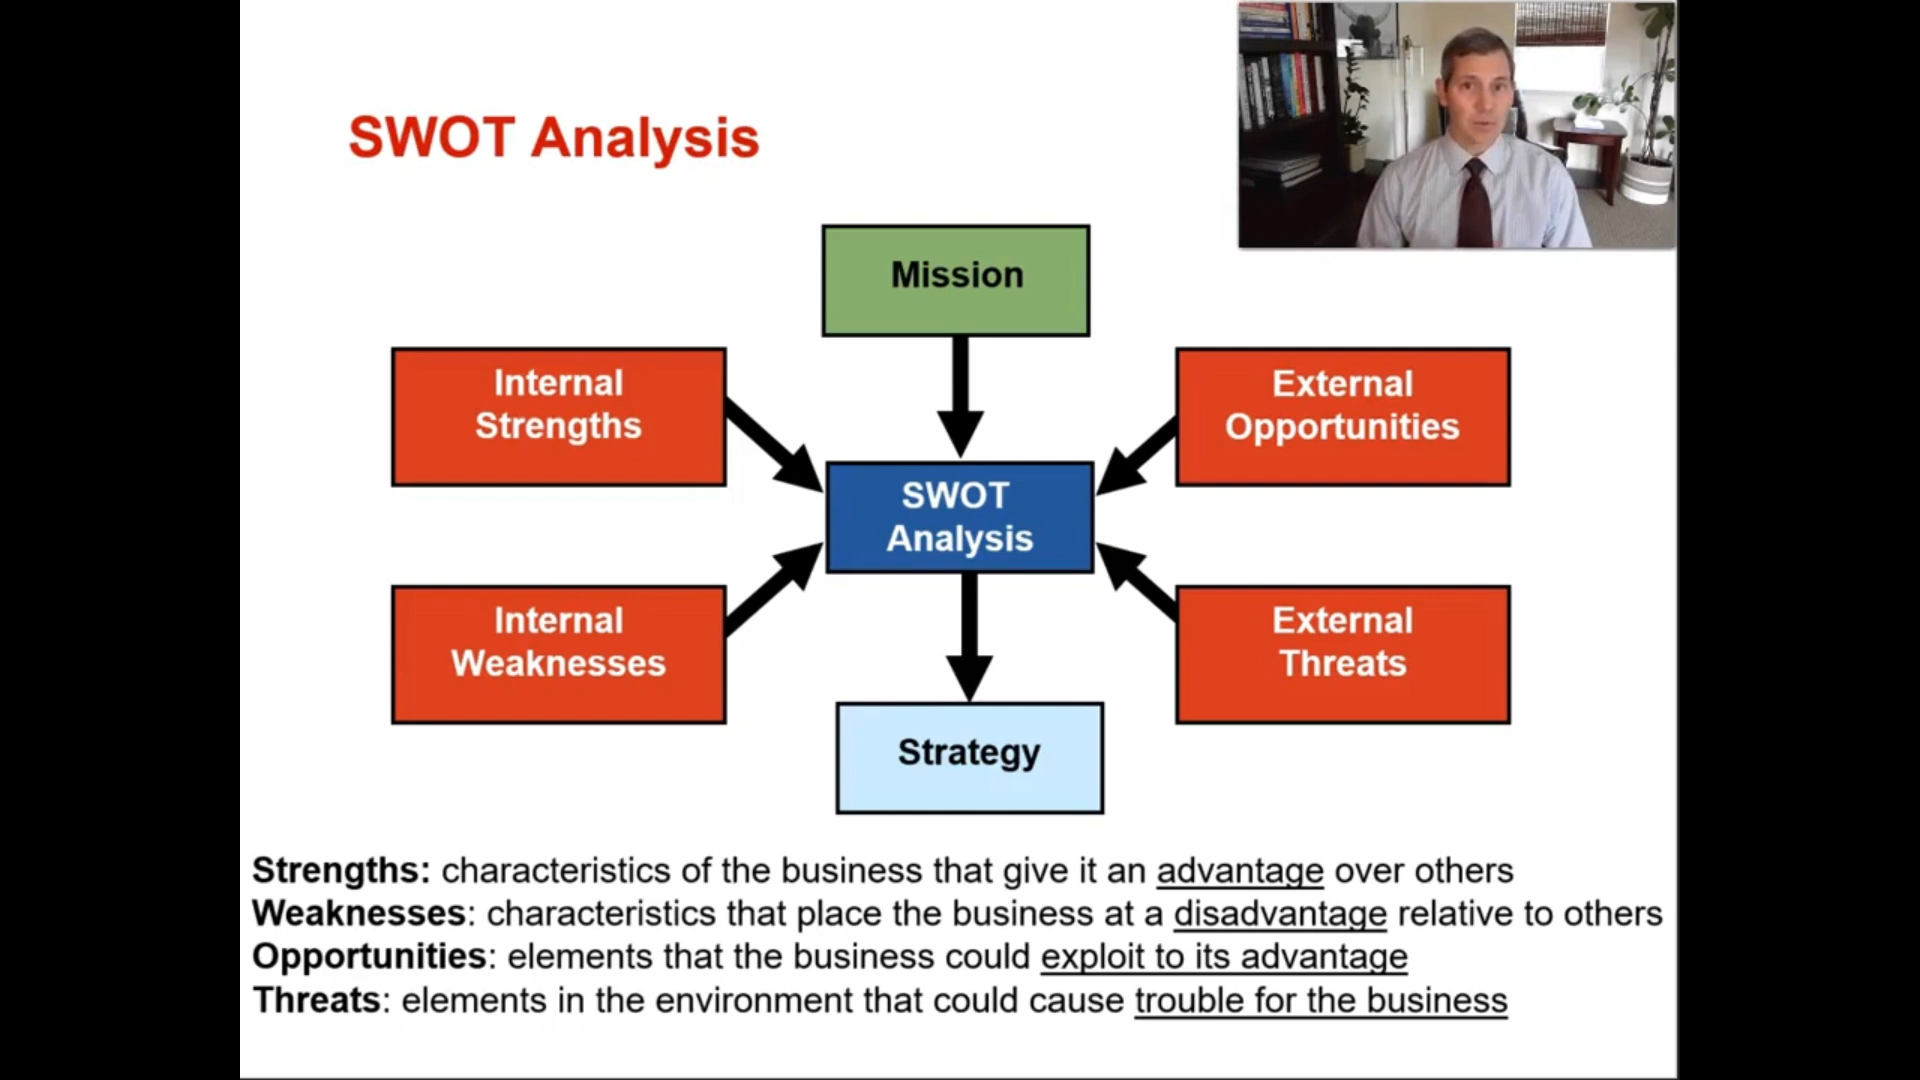 SWOT Analysis
Mission
Internal
Strengths
External
Opportunities
SWOT
Analysis
Internal
Weaknesses
External
Threats
Strategy
Strengths: characteristics of the business that give it an advantage over others
Weaknesses: characteristics that place the business at a disadvantage relative to others
Opportunities: elements that the business could exploit to its advantage
Threats: elements in the environment that could cause trouble for the business